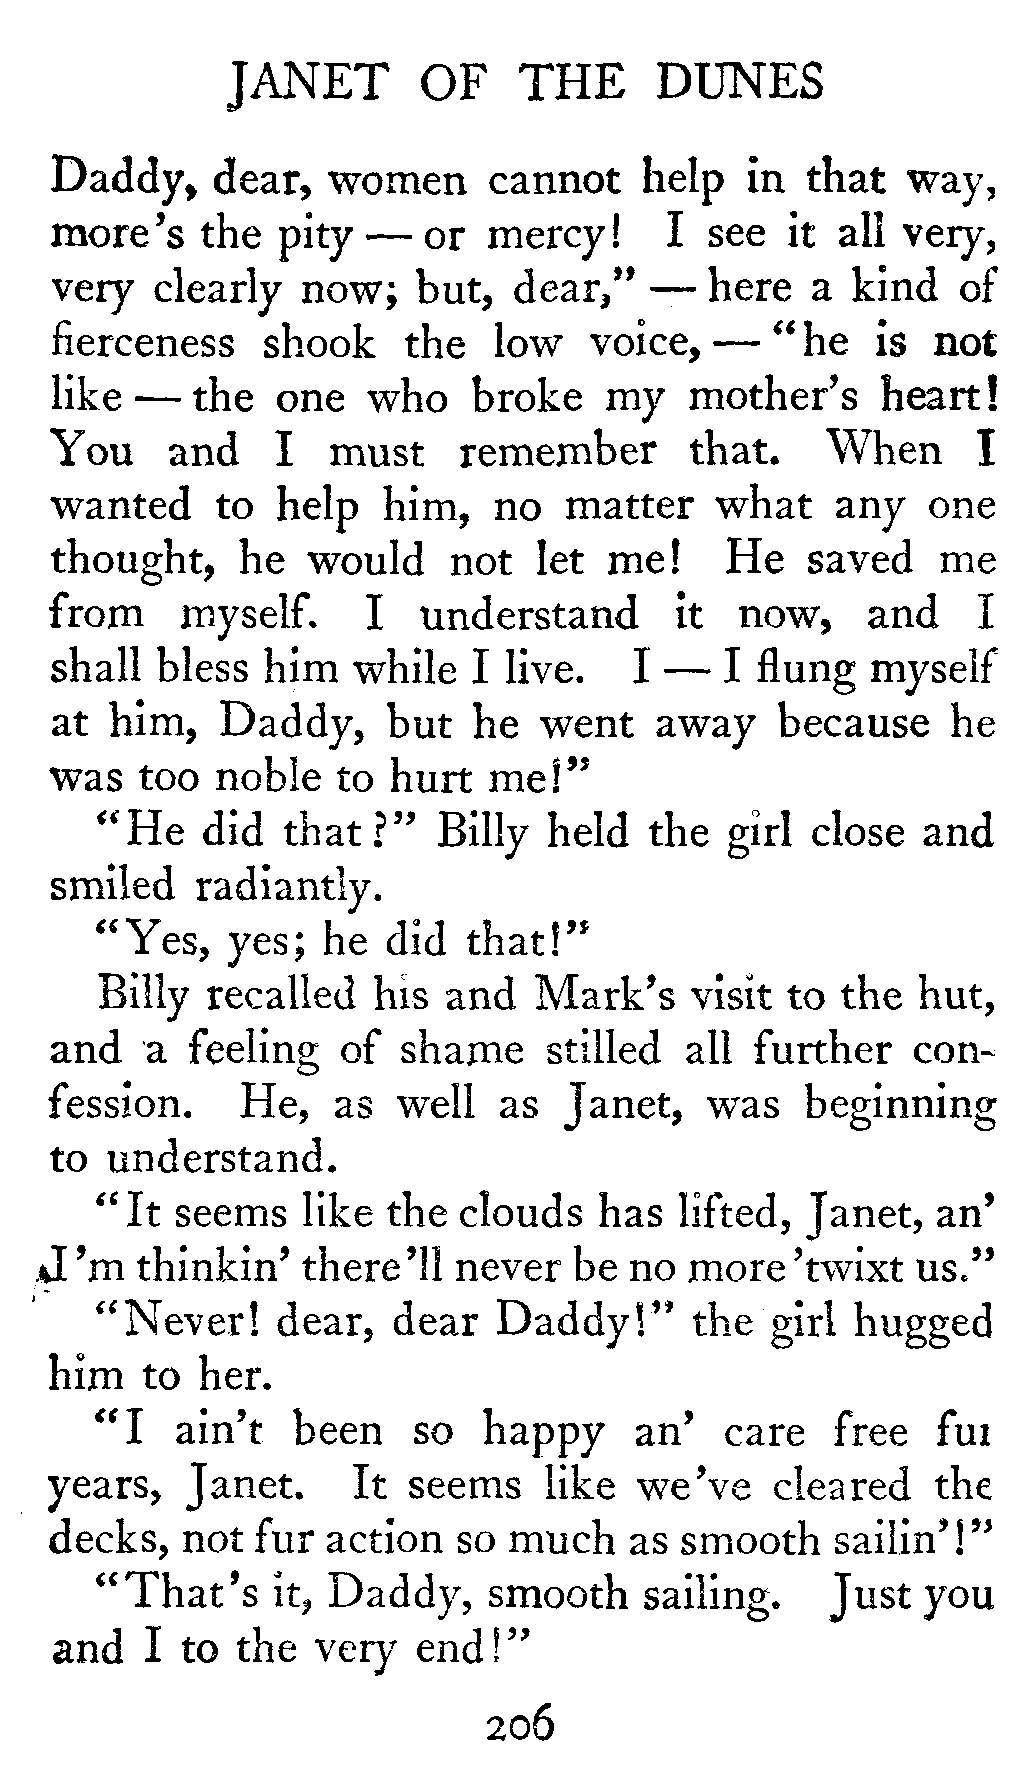 JANET OF THE DUNES
Daddy, dear, women cannot help in that way,
more's the pity — or mercy! I see it all very,
very clearly now; but, dear," — here a kind of
fierceness shook the low voice, — "he is not
like — the one who broke my mother's heart!
You and I must remember that. When I
wanted to help him, no matter what any one
thought, he would not let me! He saved me
from myself. I understand it now, and I
shall bless him while I live. I — I flung myself
at him, Daddy, but he went away because he
was too noble to hurt me!"
"He did that?" Billy held the girl close and
smiled radiantly.
"Yes, yes; he did that!"
Billy recalled his and Mark's visit to the hut,
and a feeling of shame stilled all further con-
fession. He, as well as Janet, was beginning
to understand.
"It seems like the clouds has lifted, Janet, an'
I'm thinkin' there'll never be no more 'twixt us."
"Never! dear, dear Daddy!" the girl hugged
him to her.
"I ain't been so happy an' care free fur
years, Janet. It seems like we've cleared the
decks, not fur action so much as smooth sailin'!"
"That's it, Daddy, smooth sailing. Just you
and I to the very end!"
206